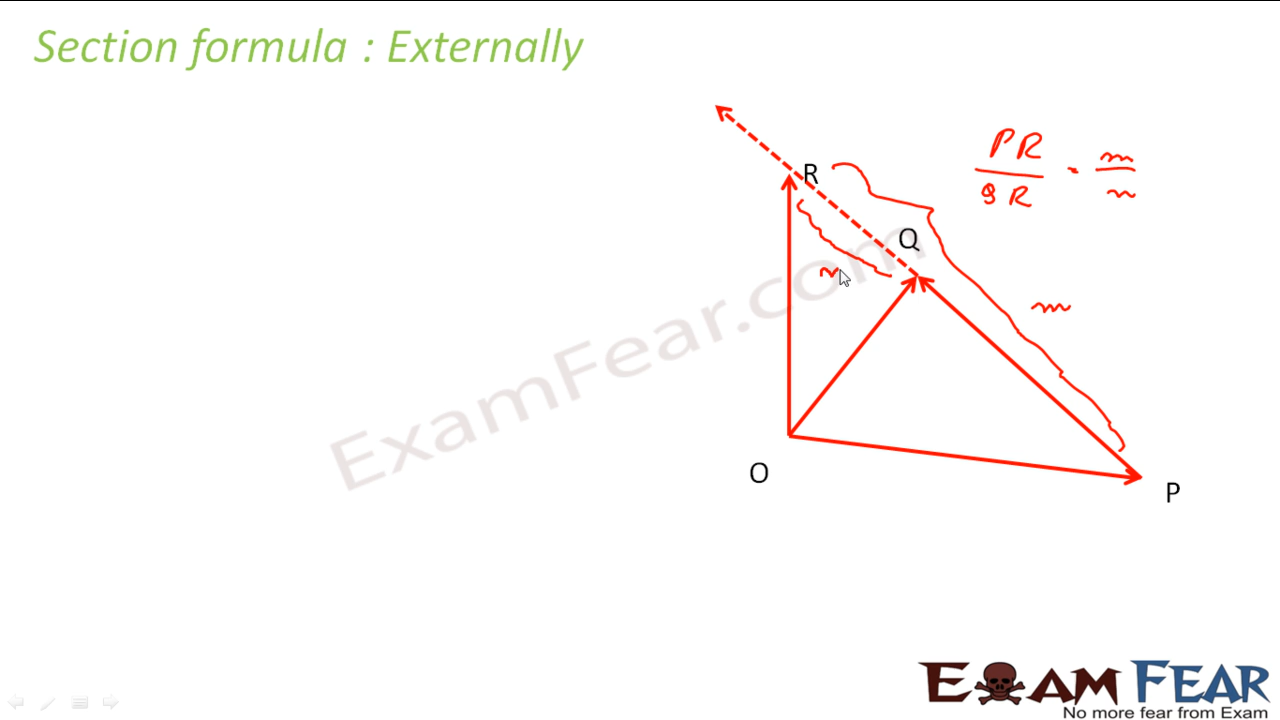 Section formula : Externally
R
PR/QR = m/n
Q
n
m
O
P
ExamFear.com
EXAM FEAR
No more fear from Exam